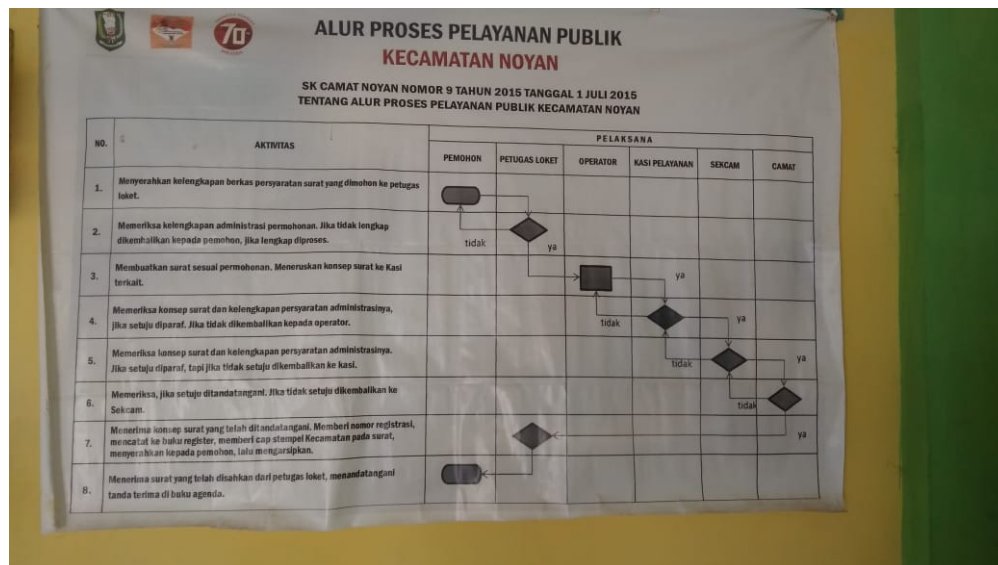 70
ALUR PROSES PELAYANAN PUBLIK
KECAMATAN NOYAN
SK CAMAT NOYAN NOMOR 9 TAHUN 2015 TANGGAL 1 JULI 2015
TENTANG ALUR PROSES PELAYANAN PUBLIK KECAMATAN NOYAN
NO.
AKTIVITAS
PELAKSANA
PEMOHON
PETUGAS LOKET
OPERATOR
KASI PELAYANAN
SEKCAM
CAMAT
1.
Menyerahkan kelengkapan berkas persyaratan surat yang dimohon ke petugas
loket.
2.
Memeriksa kelengkapan administrasi permohonan. Jika tidak lengkap
dikembalikan kepada pemohon, jika lengkap diproses.
tidak
ya
3.
Membuatkan surat sesuai permohonan. Meneruskan konsep surat ke Kasi
terkait.
ya
4.
Memeriksa konsep surat dan kelengkapan persyaratan administrasinya,
jika setuju diparaf. Jika tidak dikembalikan kepada operator.
tidak
ya
5.
Memeriksa konsep surat dan kelengkapan persyaratan administrasinya.
Jika setuju diparaf, tapi jika tidak setuju dikembalikan ke kasi.
tidak
ya
6.
Memeriksa, jika setuju ditandatangani. Jika tidak setuju dikembalikan ke
Sekcam.
tidak
7.
Menerima konsep surat yang telah ditandatangani. Memberi nomor registrasi,
mencatat ke buku register, memberi cap stempel Kecamatan pada surat,
menyerahkan kepada pemohon, lalu mengarsipkan.
ya
8.
Menerima surat yang telah disahkan dari petugas loket, menandatangani
tanda terima di buku agenda.